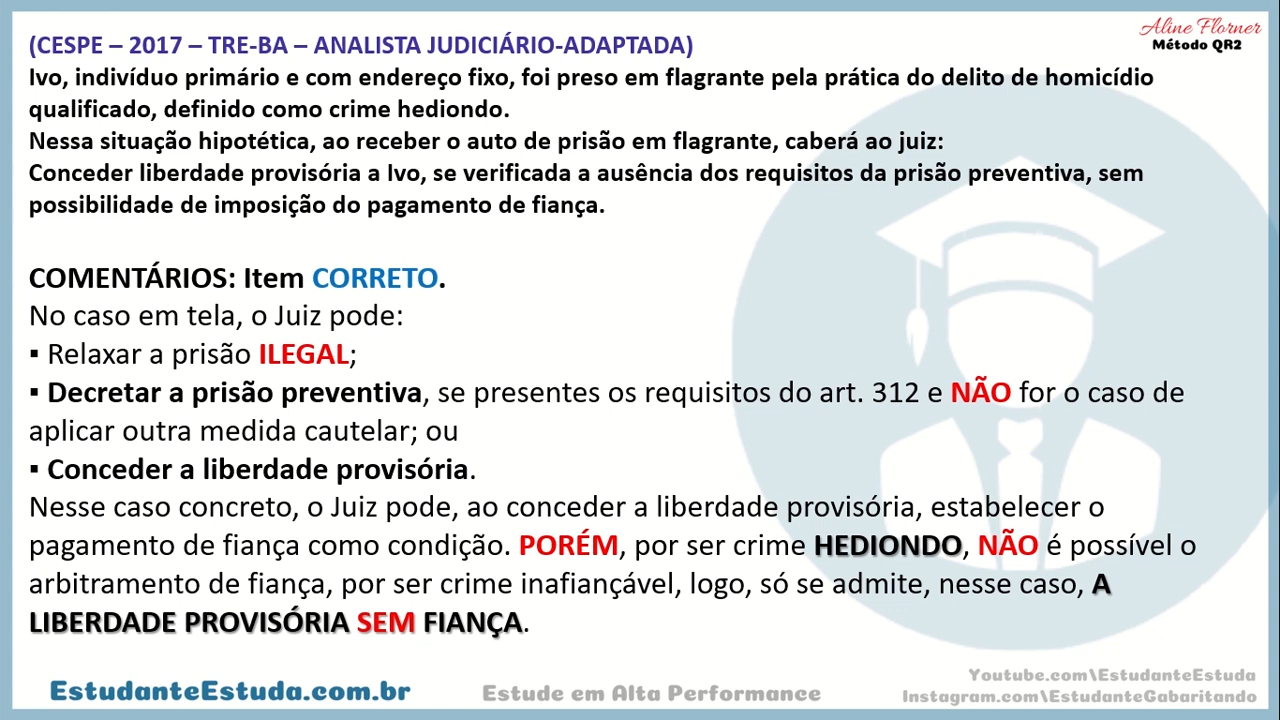 Aline Florner
Método QR2
(CESPE – 2017 – TRE-BA – ANALISTA JUDICIÁRIO-ADAPTADA)
Ivo, indivíduo primário e com endereço fixo, foi preso em flagrante pela prática do delito de homicídio
qualificado, definido como crime hediondo.
Nessa situação hipotética, ao receber o auto de prisão em flagrante, caberá ao juiz:
Conceder liberdade provisória a Ivo, se verificada a ausência dos requisitos da prisão preventiva, sem
possibilidade de imposição do pagamento de fiança.
COMENTÁRIOS: Item CORRETO.
No caso em tela, o Juiz pode:
▪ Relaxar a prisão ILEGAL;
▪ Decretar a prisão preventiva, se presentes os requisitos do art. 312 e NÃO for o caso de
aplicar outra medida cautelar; ou
▪ Conceder a liberdade provisória.
Nesse caso concreto, o Juiz pode, ao conceder a liberdade provisória, estabelecer o
pagamento de fiança como condição. PORÉM, por ser crime HEDIONDO, NÃO é possível o
arbitramento de fiança, por ser crime inafiançável, logo, só se admite, nesse caso, A
LIBERDADE PROVISÓRIA SEM FIANÇA.
EstudanteEstuda.com.br
Estude em Alta Performance
Youtube.com\EstudanteEstuda
Instagram.com\EstudanteGabaritando